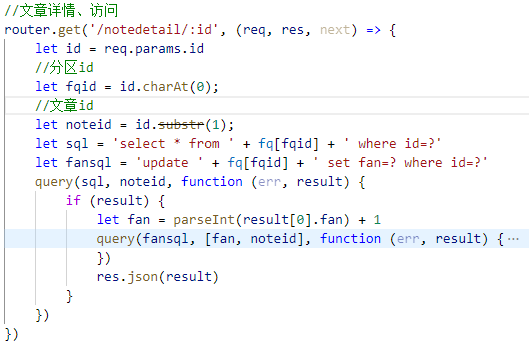 //文章详情、访问
router.get('/notedetail/:id', (req, res, next) => {
    let id = req.params.id
    //分区id
    let fqid = id.charAt(0);
    //文章id
    let noteid = id.substr(1);
    let sql = 'select * from ' + fq[fqid] + ' where id=?'
    let fansql = 'update ' + fq[fqid] + ' set fan=? where id=?'
    query(sql, noteid, function (err, result) {
        if (result) {
            let fan = parseInt(result[0].fan) + 1
            query(fansql, [fan, noteid], function (err, result) {…
            })
            res.json(result)
        }
    })
})